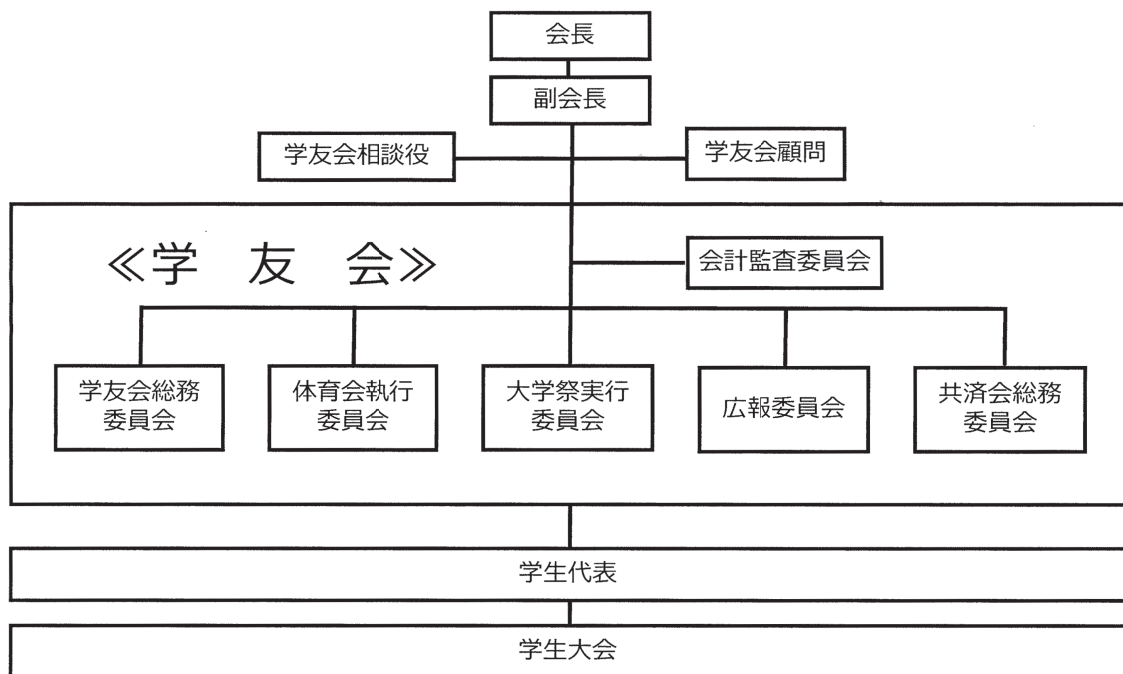 会長
副会長
学友会相談役
学友会顧問
≪学 友 会≫
会計監査委員会
学友会総務
委員会
体育会執行
委員会
大学祭実行
委員会
広報委員会
共済会総務
委員会
学生代表
学生大会